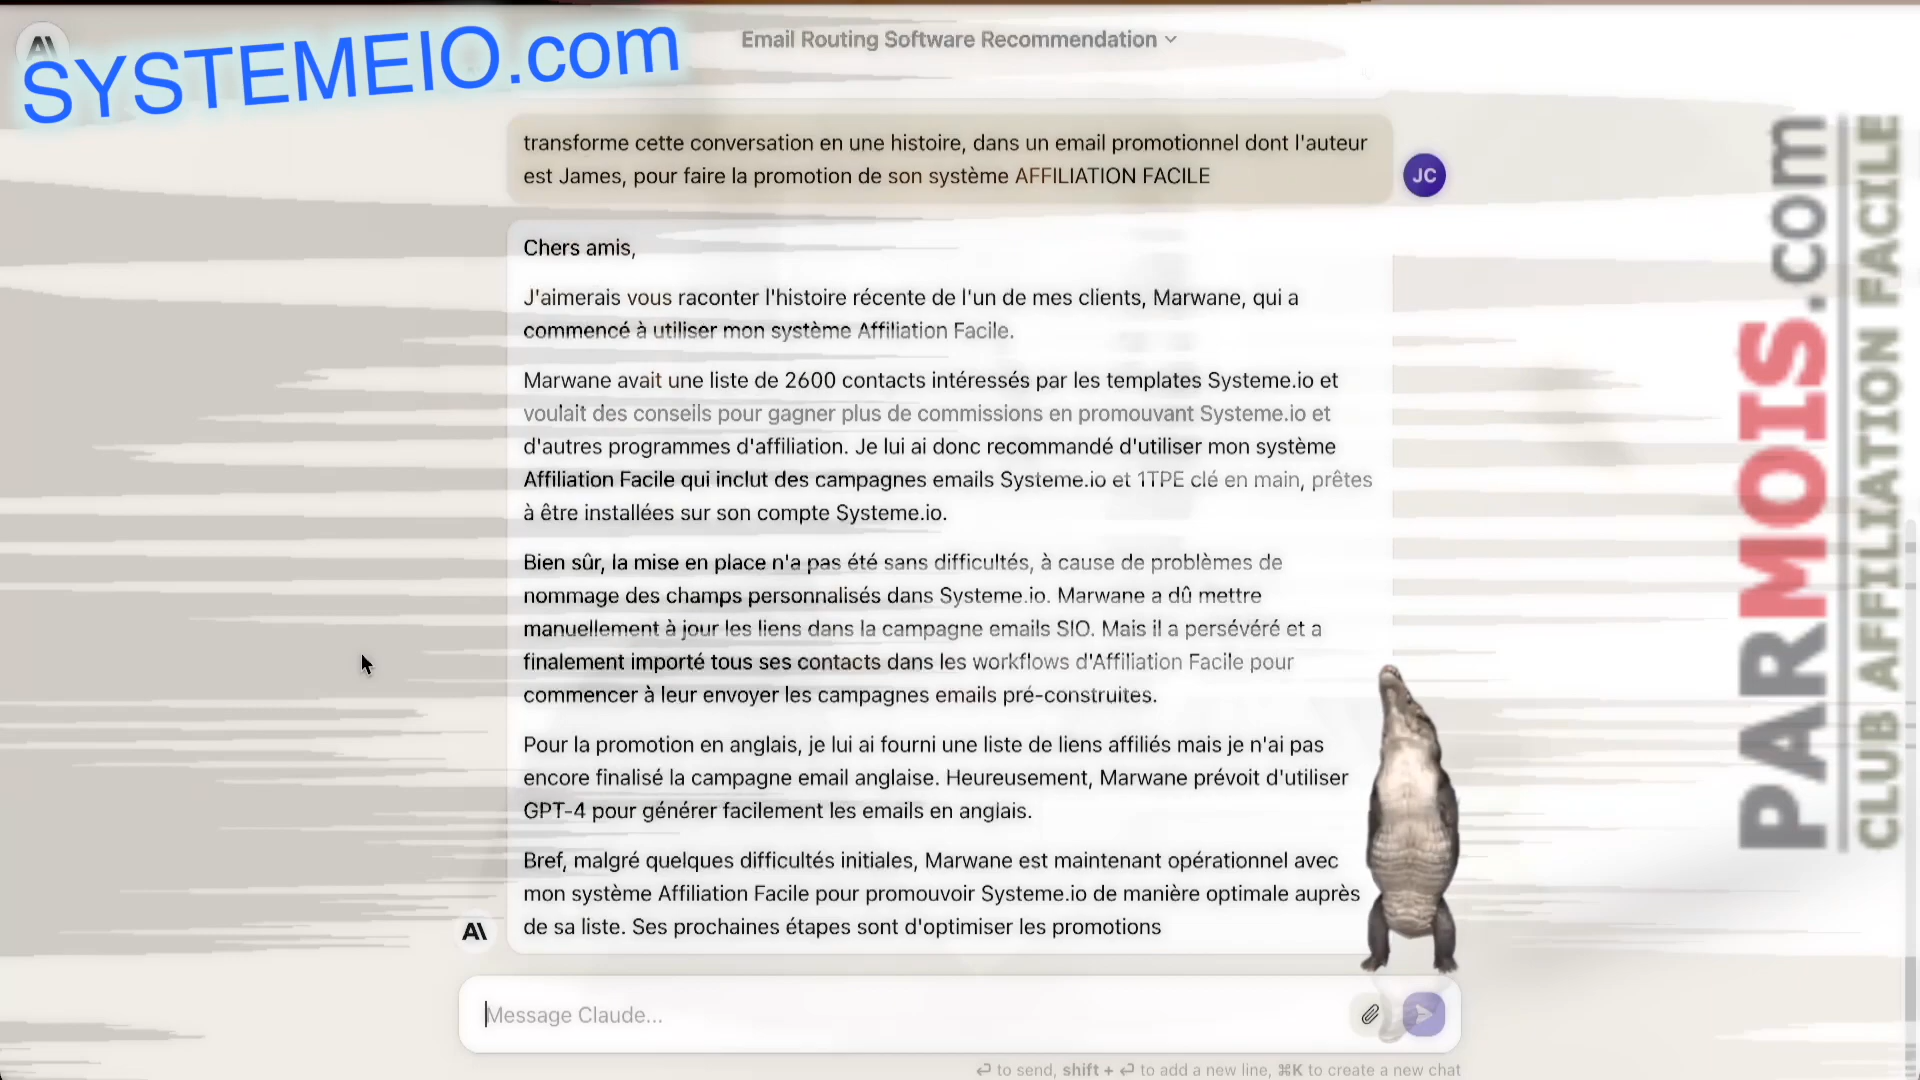 SYSTEMEIO.com
Email Routing Software Recommendation
transforme cette conversation en une histoire, dans un email promotionnel dont l'auteur
est James, pour faire la promotion de son système AFFILIATION FACILE
JC
Chers amis,
J'aimerais vous raconter l'histoire récente de l'un de mes clients, Marwane, qui a
commencé à utiliser mon système Affiliation Facile.
Marwane avait une liste de 2600 contacts intéressés par les templates Systeme.io et
voulait des conseils pour gagner plus de commissions en promouvant Systeme.io et
d'autres programmes d'affiliation. Je lui ai donc recommandé d'utiliser mon système
Affiliation Facile qui inclut des campagnes emails Systeme.io et 1TPE clé en main, prêtes
à être installées sur son compte Systeme.io.
Bien sûr, la mise en place n'a pas été sans difficultés, à cause de problèmes de
nommage des champs personnalisés dans Systeme.io. Marwane a dû mettre
manuellement à jour les liens dans la campagne emails SIO. Mais il a persévéré et a
finalement importé tous ses contacts dans les workflows d'Affiliation Facile pour
commencer à leur envoyer les campagnes emails pré-construites.
Pour la promotion en anglais, je lui ai fourni une liste de liens affiliés mais je n'ai pas
encore finalisé la campagne email anglaise. Heureusement, Marwane prévoit d'utiliser
GPT-4 pour générer facilement les emails en anglais.
Bref, malgré quelques difficultés initiales, Marwane est maintenant opérationnel avec
mon système Affiliation Facile pour promouvoir Systeme.io de manière optimale auprès
de sa liste. Ses prochaines étapes sont d'optimiser les promotions
Message Claude...
⏎ to send, shift + ⏎ to add a new line, ⌘K to create a new chat
PARMOIS.com
CLUB AFFILIATION FACILE